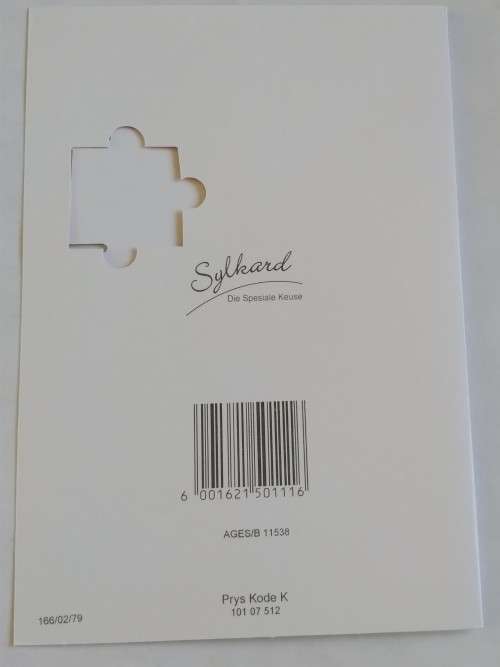 Sylkard
Die Spesiale Keuse
6 001621 501116
AGES/B 11538
Prys Kode K
101 07 512
166/02/79